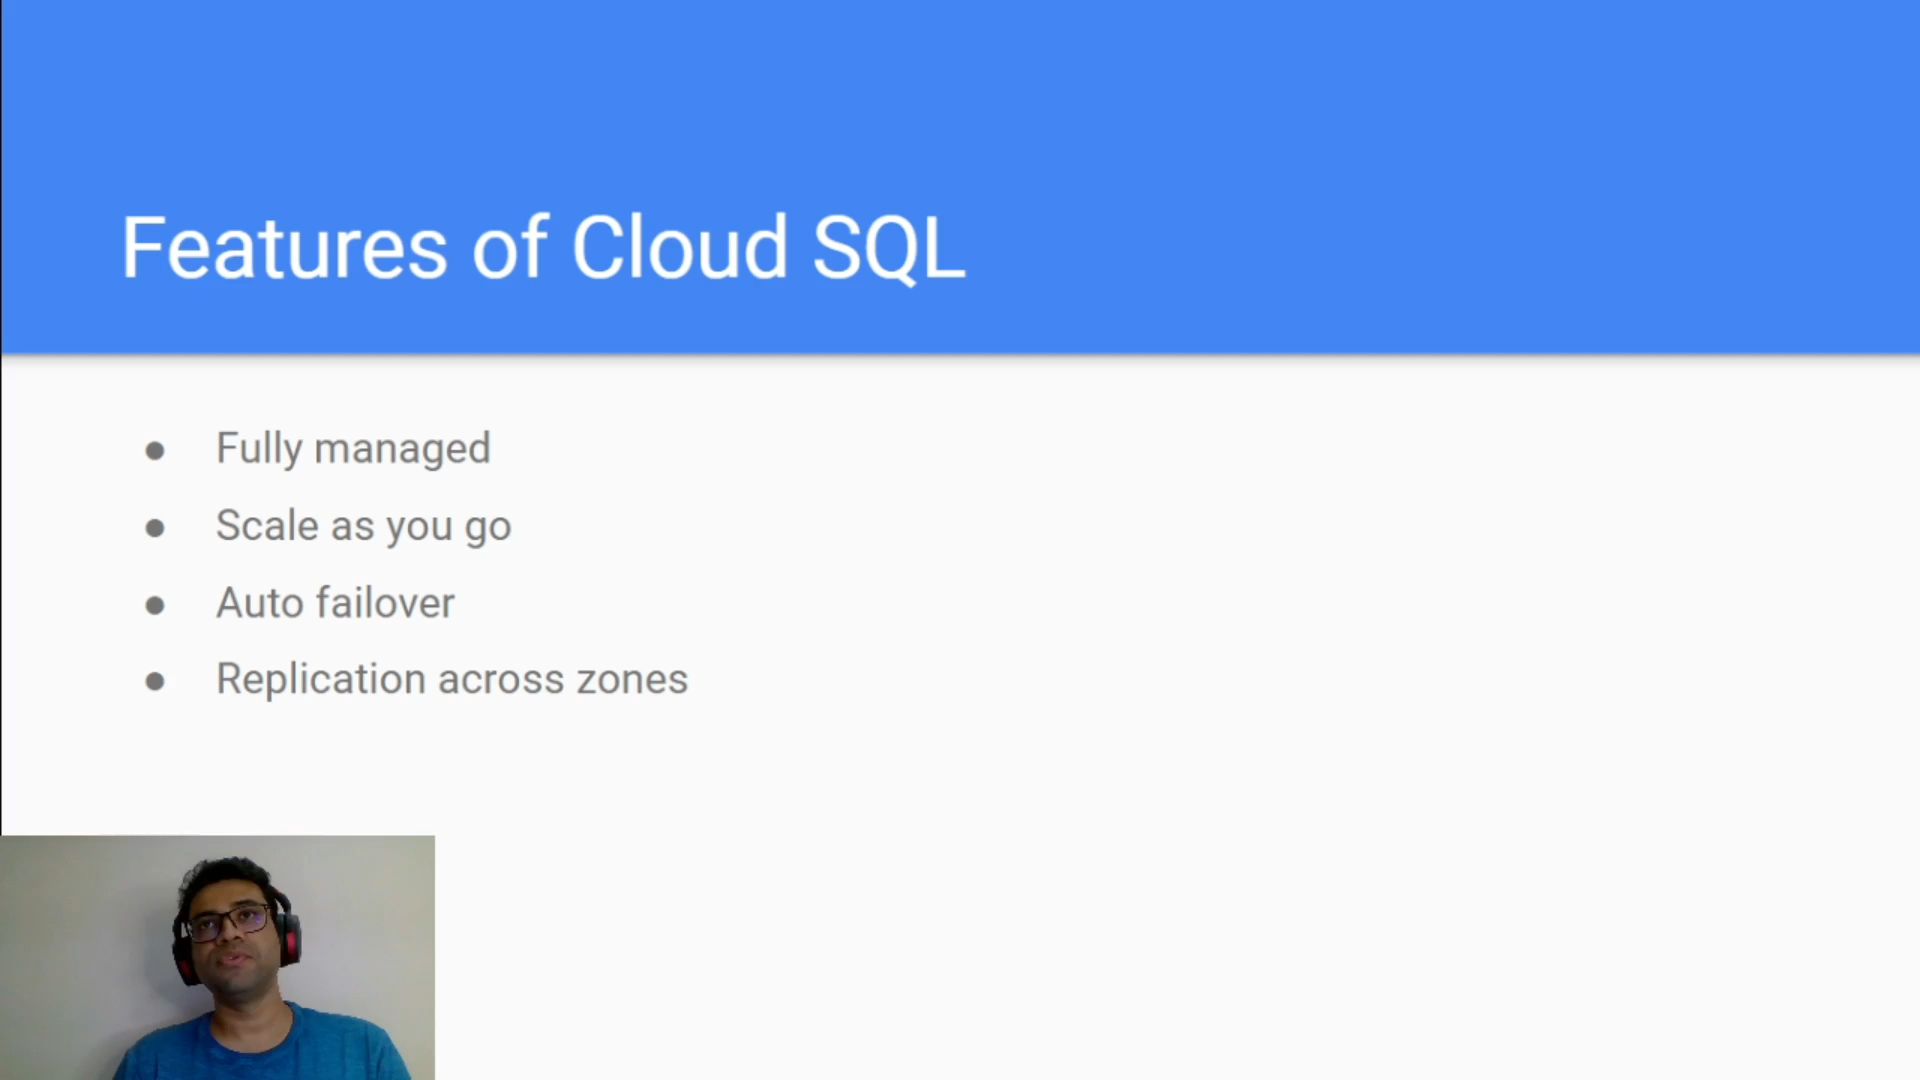 Features of Cloud SQL
● Fully managed
● Scale as you go
● Auto failover
● Replication across zones